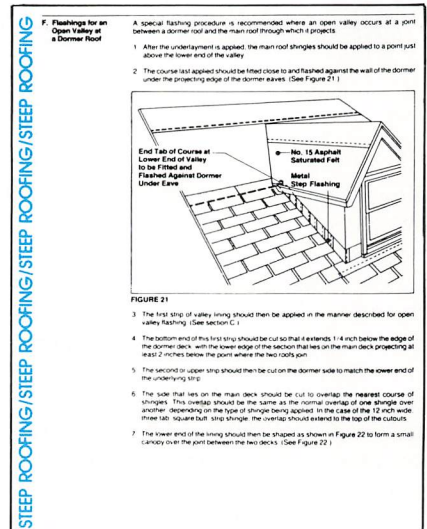 STEEP ROOFING/STEEP ROOFING/STEEP ROOFING/STEEP ROOFING/STEEP ROOFING
F. Flashings for an
Open Valley at
a Dormer Roof
A special flashing procedure is recommended where an open valley occurs at a joint
between a dormer roof and the main roof through which it projects
1 After the underlayment is applied, the main roof shingles should be applied to a point just
above the lower end of the valley
2 The course last applied should be fitted close to and flashed against the wall of the dormer
under the projecting edge of the dormer eaves (See Figure 21)
End Tab of Course at
Lower End of Valley
to be Fitted and
Flashed Against Dormer
Under Eave
No. 15 Asphalt
Saturated Felt
Metal
Step Flashing
FIGURE 21
3 The first strip of valley lining should then be applied in the manner described for open
valley flashing (See section C)
4 The bottom end of this first strip should be cut so that it extends 1/4 inch below the edge of
the dormer deck with the lower edge of the section that lies on the main deck projecting at
least 2 inches below the point where the two roofs join
5 The second or upper strip should then be cut on the dormer side to match the lower end of
the underlying strip
6 The side that lies on the main deck should be cut to overlap the nearest course of
shingles This overlap should be the same as the normal overlap of one shingle over
another depending on the type of shingle being applied In the case of the 12 inch wide
three tab square butt strip shingle, the overlap should extend to the top of the cutouts
7 The lower end of the lining should then be shaped as shown in Figure 22 to form a small
canopy over the joint between the two decks (See Figure 22)